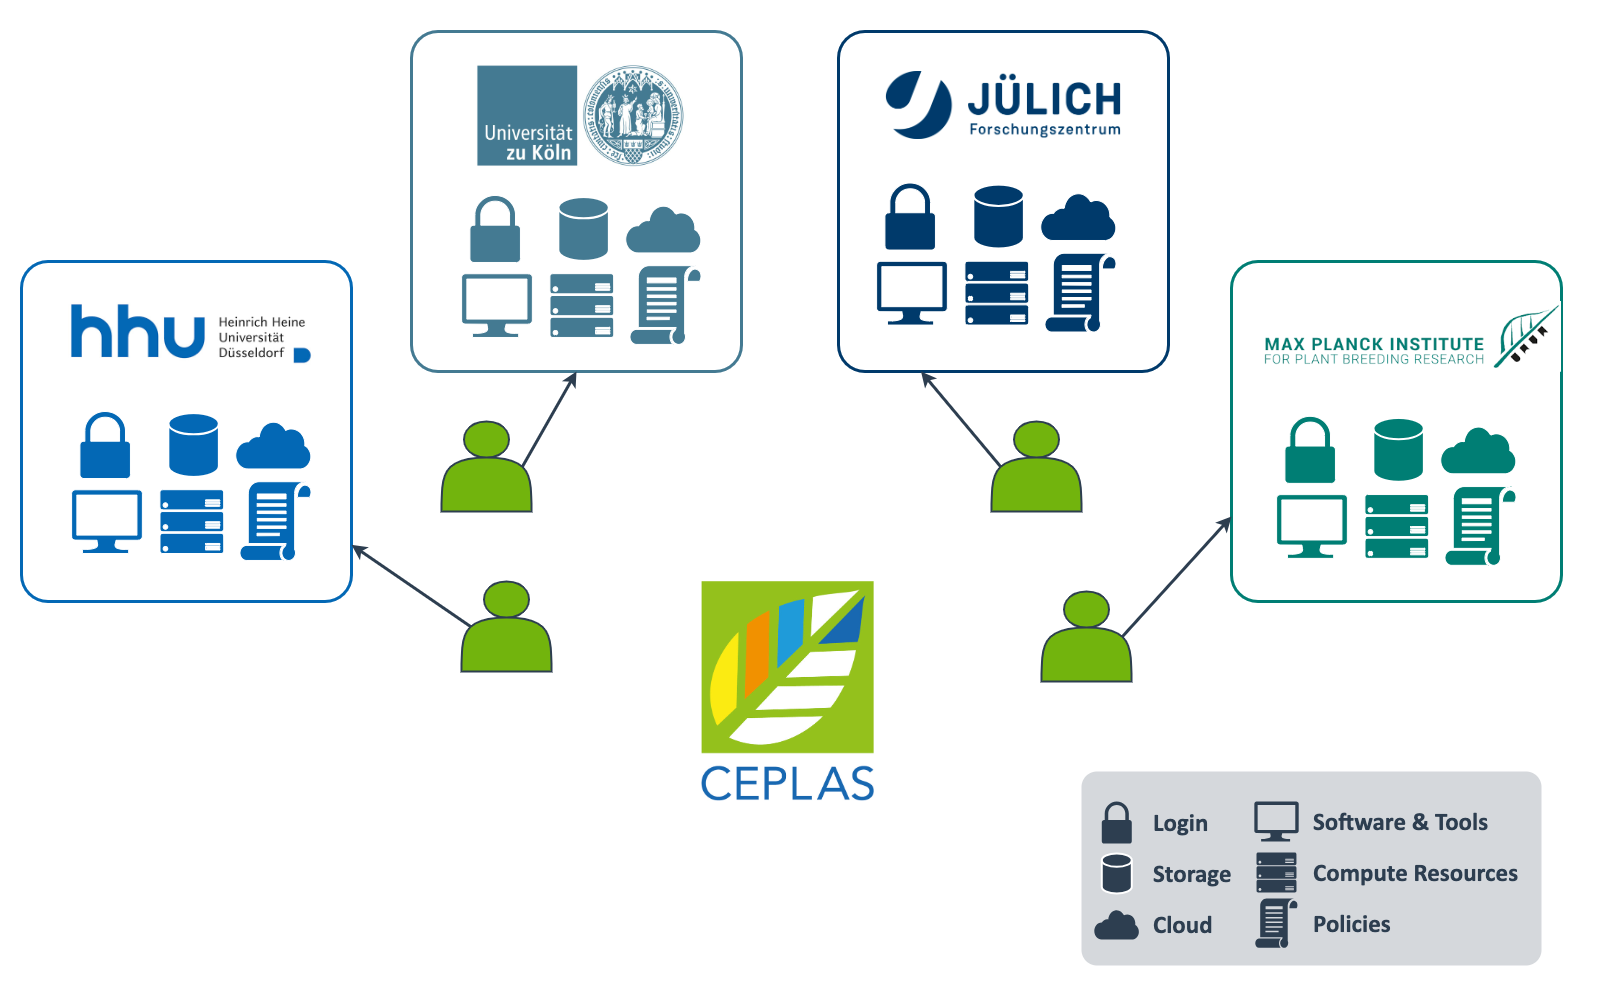 Universität
zu Köln
JÜLICH
Forschungszentrum
hhu
Heinrich Heine
Universität
Düsseldorf
MAX PLANCK INSTITUTE
FOR PLANT BREEDING RESEARCH
CEPLAS
Login
Software & Tools
Storage
Compute Resources
Cloud
Policies